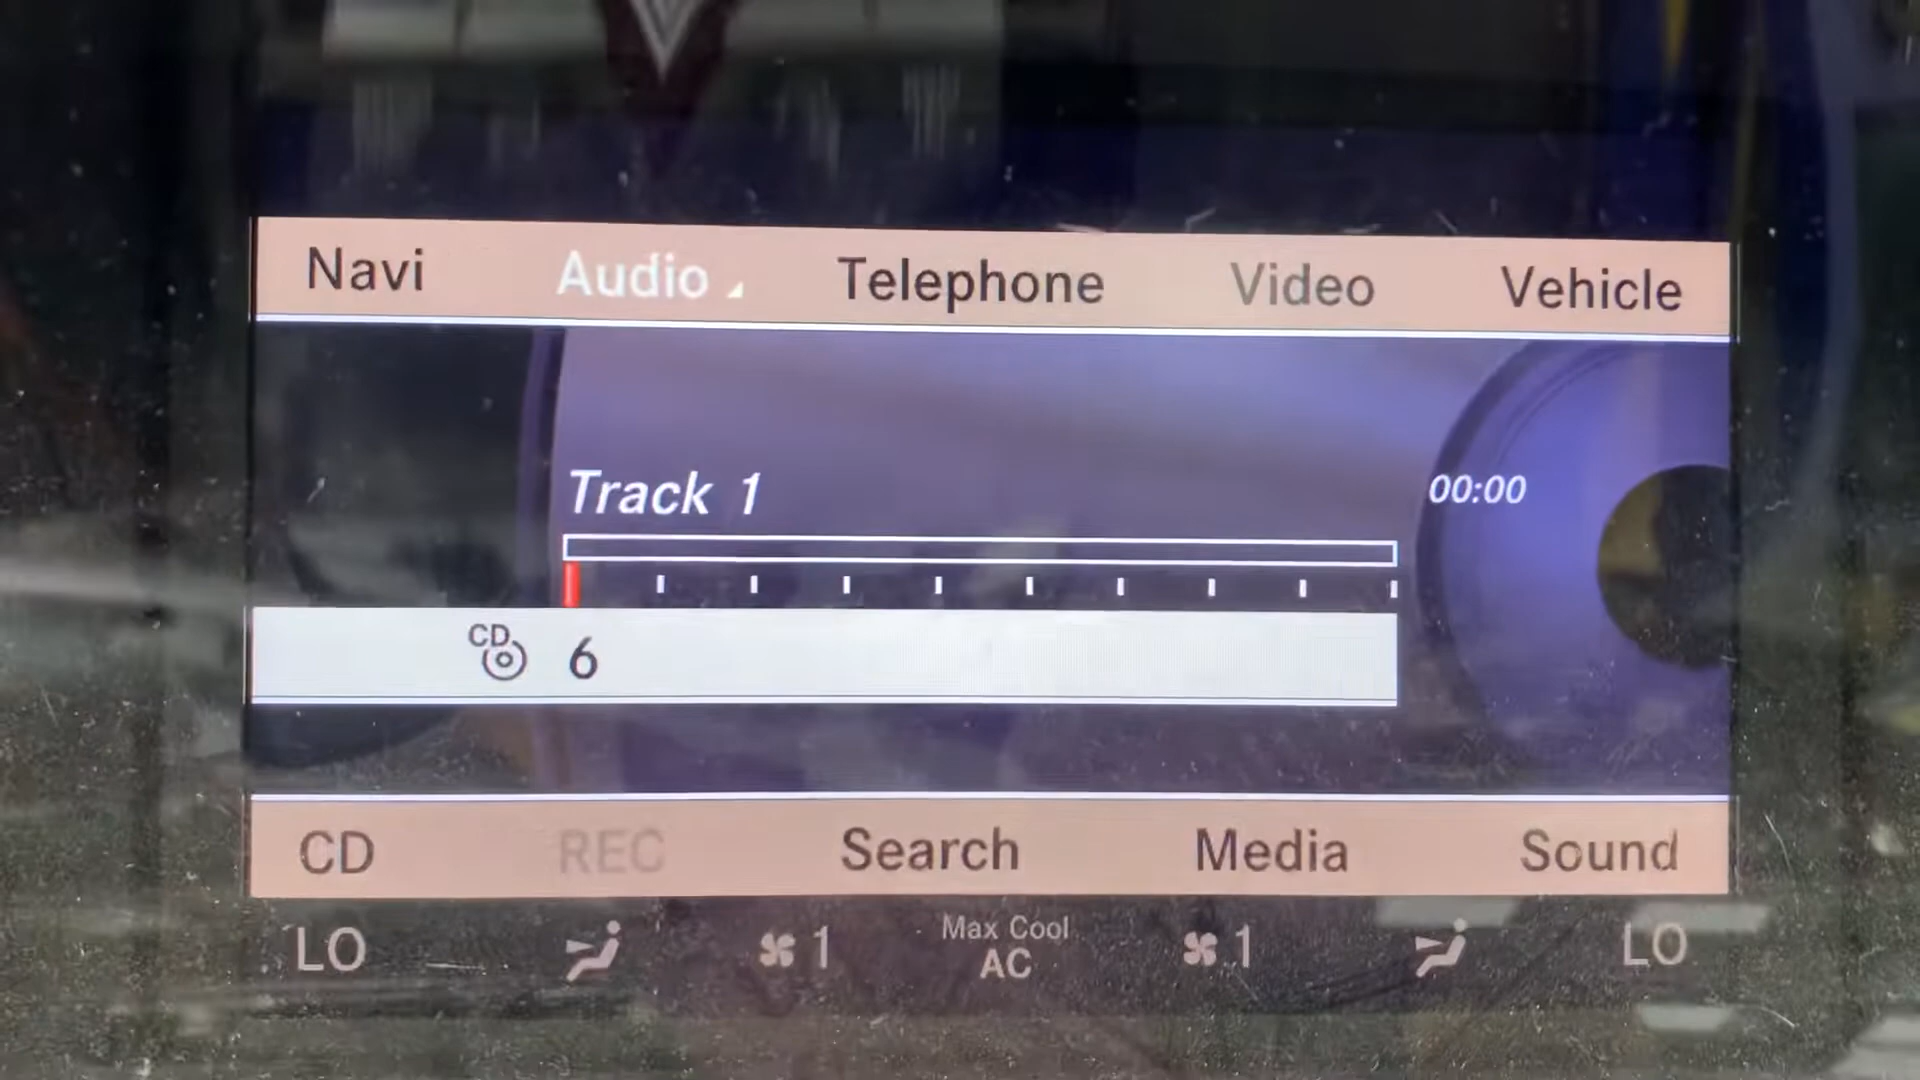 Navi Audio Telephone Video Vehicle
Track 1 00:00
CD 6
CD REC Search Media Sound
LO 1 Max Cool AC 1 LO